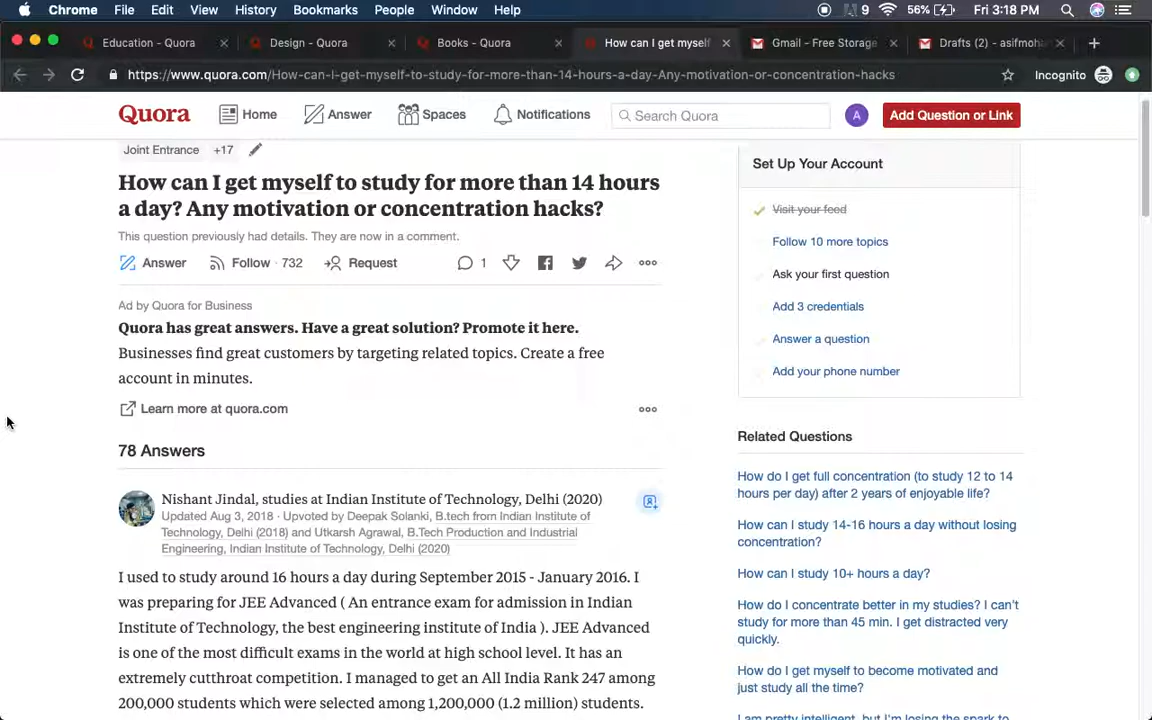 Chrome File Edit View History Bookmarks People Window Help 9 56% Fri 3:18 PM
Education - Quora Design - Quora Books - Quora How can I get myself Gmail - Free Storage Drafts (2) - asifmoh
https://www.quora.com/How-can-I-get-myself-to-study-for-more-than-14-hours-a-day-Any-motivation-or-concentration-hacks Incognito
Quora Home Answer Spaces Notifications Search Quora A Add Question or Link
Joint Entrance +17
How can I get myself to study for more than 14 hours
a day? Any motivation or concentration hacks?
This question previously had details. They are now in a comment.
Answer Follow · 732 Request 1
Ad by Quora for Business
Quora has great answers. Have a great solution? Promote it here.
Businesses find great customers by targeting related topics. Create a free
account in minutes.
Learn more at quora.com
78 Answers
Nishant Jindal, studies at Indian Institute of Technology, Delhi (2020)
Updated Aug 3, 2018 · Upvoted by Deepak Solanki, B.tech from Indian Institute of
Technology, Delhi (2018) and Utkarsh Agrawal, B.Tech Production and Industrial
Engineering, Indian Institute of Technology, Delhi (2020)
I used to study around 16 hours a day during September 2015 - January 2016. I
was preparing for JEE Advanced ( An entrance exam for admission in Indian
Institute of Technology, the best engineering institute of India ). JEE Advanced
is one of the most difficult exams in the world at high school level. It has an
extremely cutthroat competition. I managed to get an All India Rank 247 among
200,000 students which were selected among 1,200,000 (1.2 million) students.
Set Up Your Account
Visit your feed
Follow 10 more topics
Ask your first question
Add 3 credentials
Answer a question
Add your phone number
Related Questions
How do I get full concentration (to study 12 to 14
hours per day) after 2 years of enjoyable life?
How can I study 14-16 hours a day without losing
concentration?
How can I study 10+ hours a day?
How do I concentrate better in my studies? I can't
study for more than 45 min. I get distracted very
quickly.
How do I get myself to become motivated and
just study all the time?
I am pretty intelligent, but I'm losing the spark to